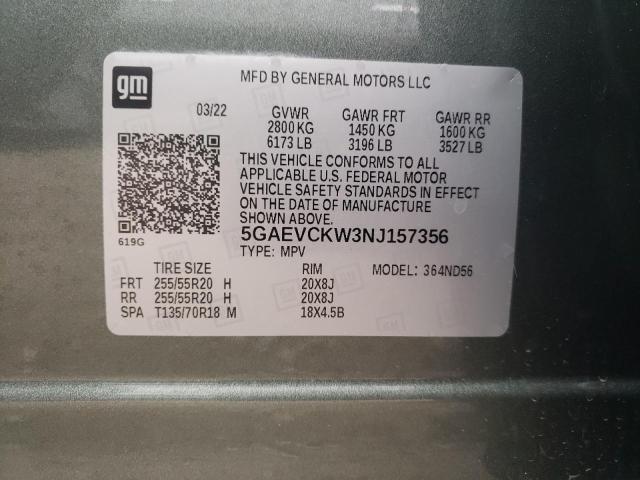 gm
MFD BY GENERAL MOTORS LLC
03/22 GVWR GAWR FRT GAWR RR
2800 KG 1450 KG 1600 KG
6173 LB 3196 LB 3527 LB
THIS VEHICLE CONFORMS TO ALL
APPLICABLE U.S. FEDERAL MOTOR
VEHICLE SAFETY STANDARDS IN EFFECT
ON THE DATE OF MANUFACTURE
SHOWN ABOVE.
619G
5GAEVCKW3NJ157356
TYPE: MPV
TIRE SIZE RIM MODEL: 364ND56
FRT 255/55R20 H 20X8J
RR 255/55R20 H 20X8J
SPA T135/70R18 M 18X4.5B